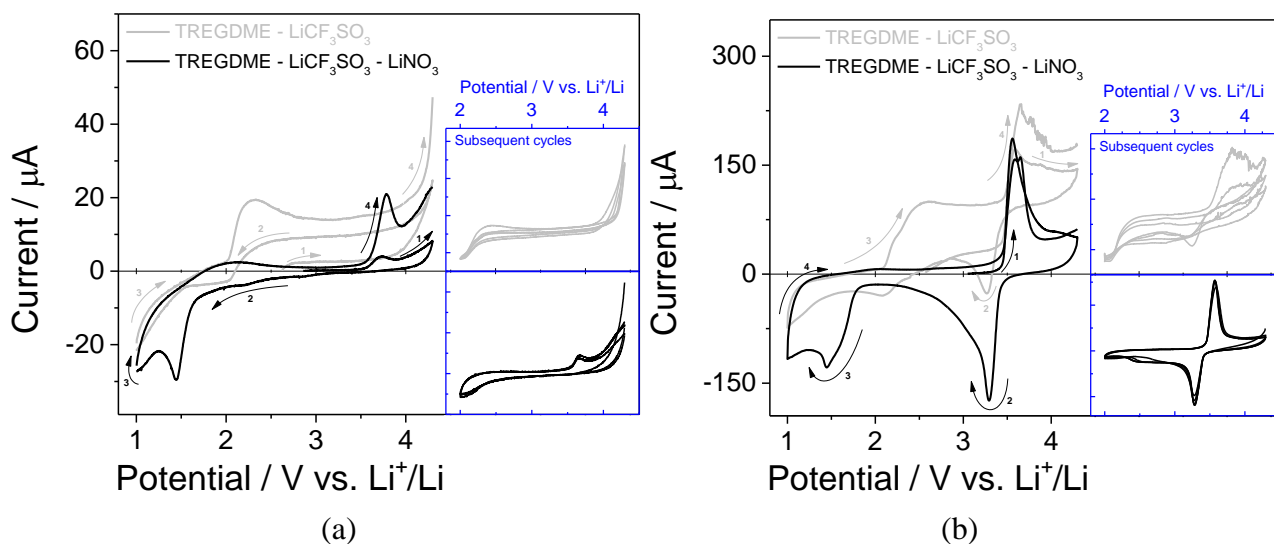 60
40
20
0
-20
Current / μA
TREGDME - LiCF₃SO₃
TREGDME - LiCF₃SO₃ - LiNO₃
Potential / V vs. Li⁺/Li
2 3 4
Subsequent cycles
1
2
3
4
1
2
3
4
1 2 3 4
Potential / V vs. Li⁺/Li
(a)
300
150
0
-150
Current / μA
TREGDME - LiCF₃SO₃
TREGDME - LiCF₃SO₃ - LiNO₃
Potential / V vs. Li⁺/Li
2 3 4
Subsequent cycles
1
2
3
4
1
2
3
4
1 2 3 4
Potential / V vs. Li⁺/Li
(b)